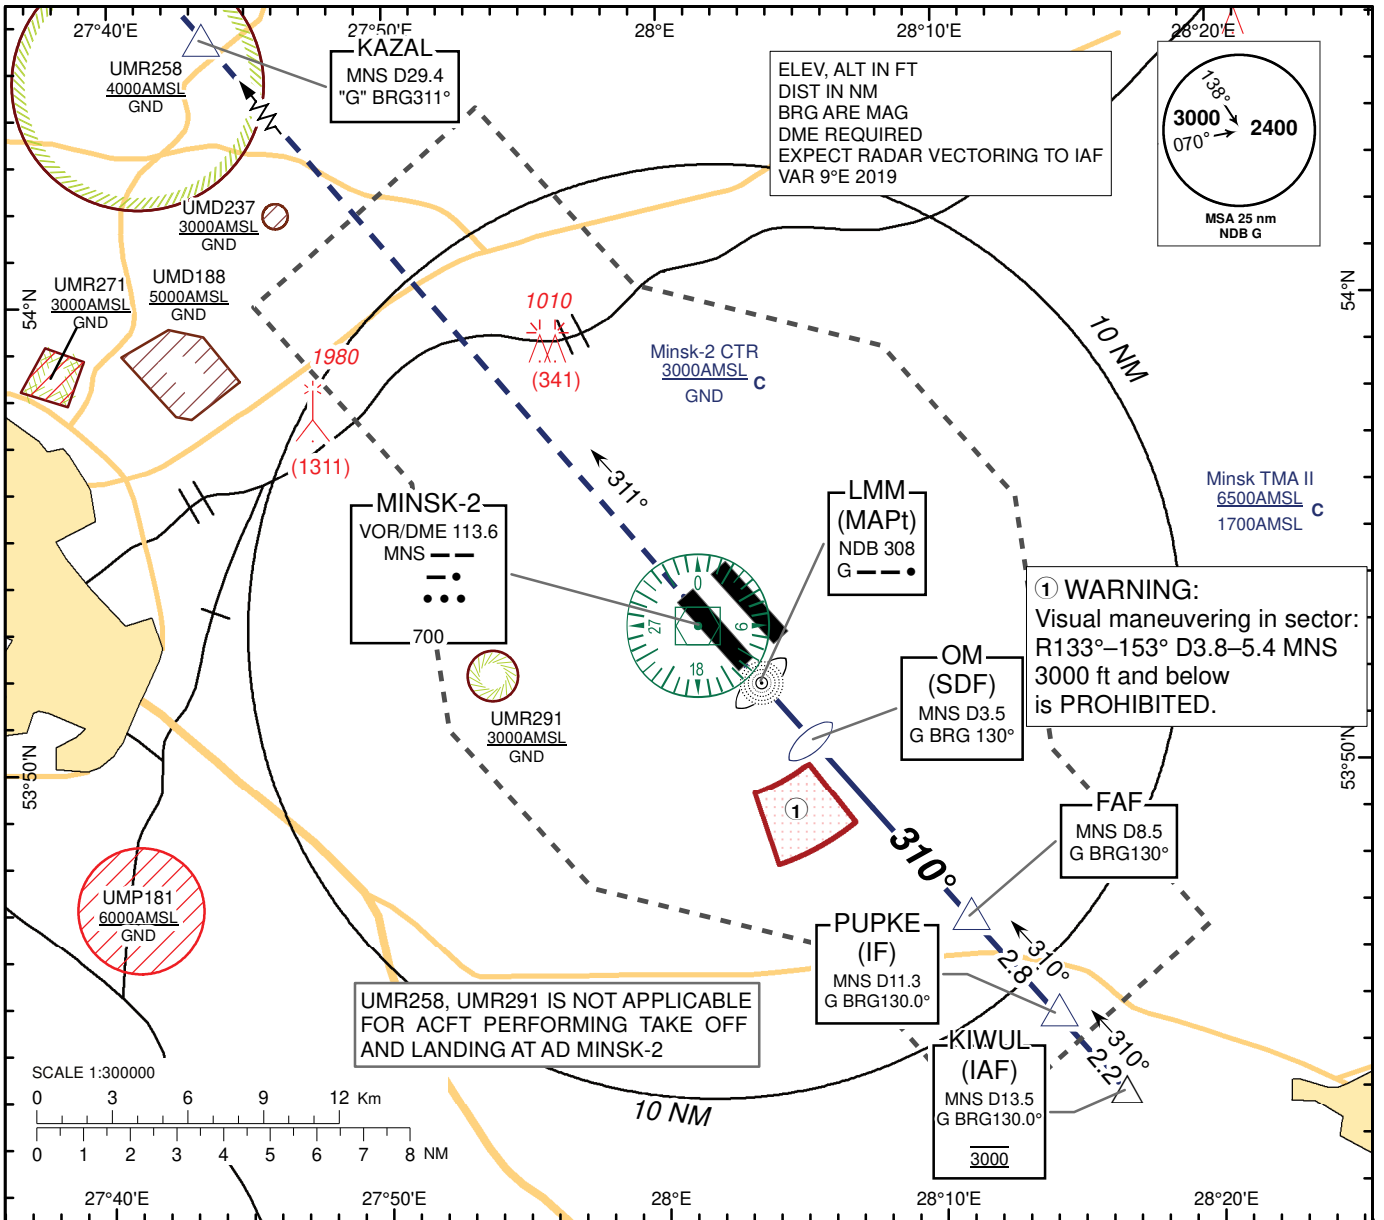 27°40'E
27°50'E
28°E
28°10'E
28°20'E
KAZAL
MNS D29.4
"G" BRG311°
UMR258
4000AMSL
GND
ELEV, ALT IN FT
DIST IN NM
BRG ARE MAG
DME REQUIRED
EXPECT RADAR VECTORING TO IAF
VAR 9°E 2019
138°
3000
070°
2400
MSA 25 nm
NDB G
UMD237
3000AMSL
GND
UMR271
3000AMSL
GND
UMD188
5000AMSL
GND
54°N
54°N
1010
(341)
1980
(1311)
Minsk-2 CTR
3000AMSL
C
GND
10 NM
Minsk TMA II
6500AMSL
C
1700AMSL
311°
MINSK-2
VOR/DME 113.6
MNS
700
LMM
(MAPt)
NDB 308
G
0
27
9
18
1 WARNING:
Visual maneuvering in sector:
R133°–153° D3.8–5.4 MNS
3000 ft and below
is PROHIBITED.
OM
(SDF)
MNS D3.5
G BRG 130°
UMR291
3000AMSL
GND
53°50'N
53°50'N
1
310°
FAF
MNS D8.5
G BRG130°
UMP181
6000AMSL
GND
PUPKE
(IF)
MNS D11.3
G BRG130.0°
310°
2.8
310°
2.2
KIWUL
(IAF)
MNS D13.5
G BRG130.0°
3000
UMR258, UMR291 IS NOT APPLICABLE
FOR ACFT PERFORMING TAKE OFF
AND LANDING AT AD MINSK-2
10 NM
SCALE 1:300000
0 3 6 9 12 Km
0 1 2 3 4 5 6 7 8 NM
27°40'E
27°50'E
28°E
28°10'E
28°20'E